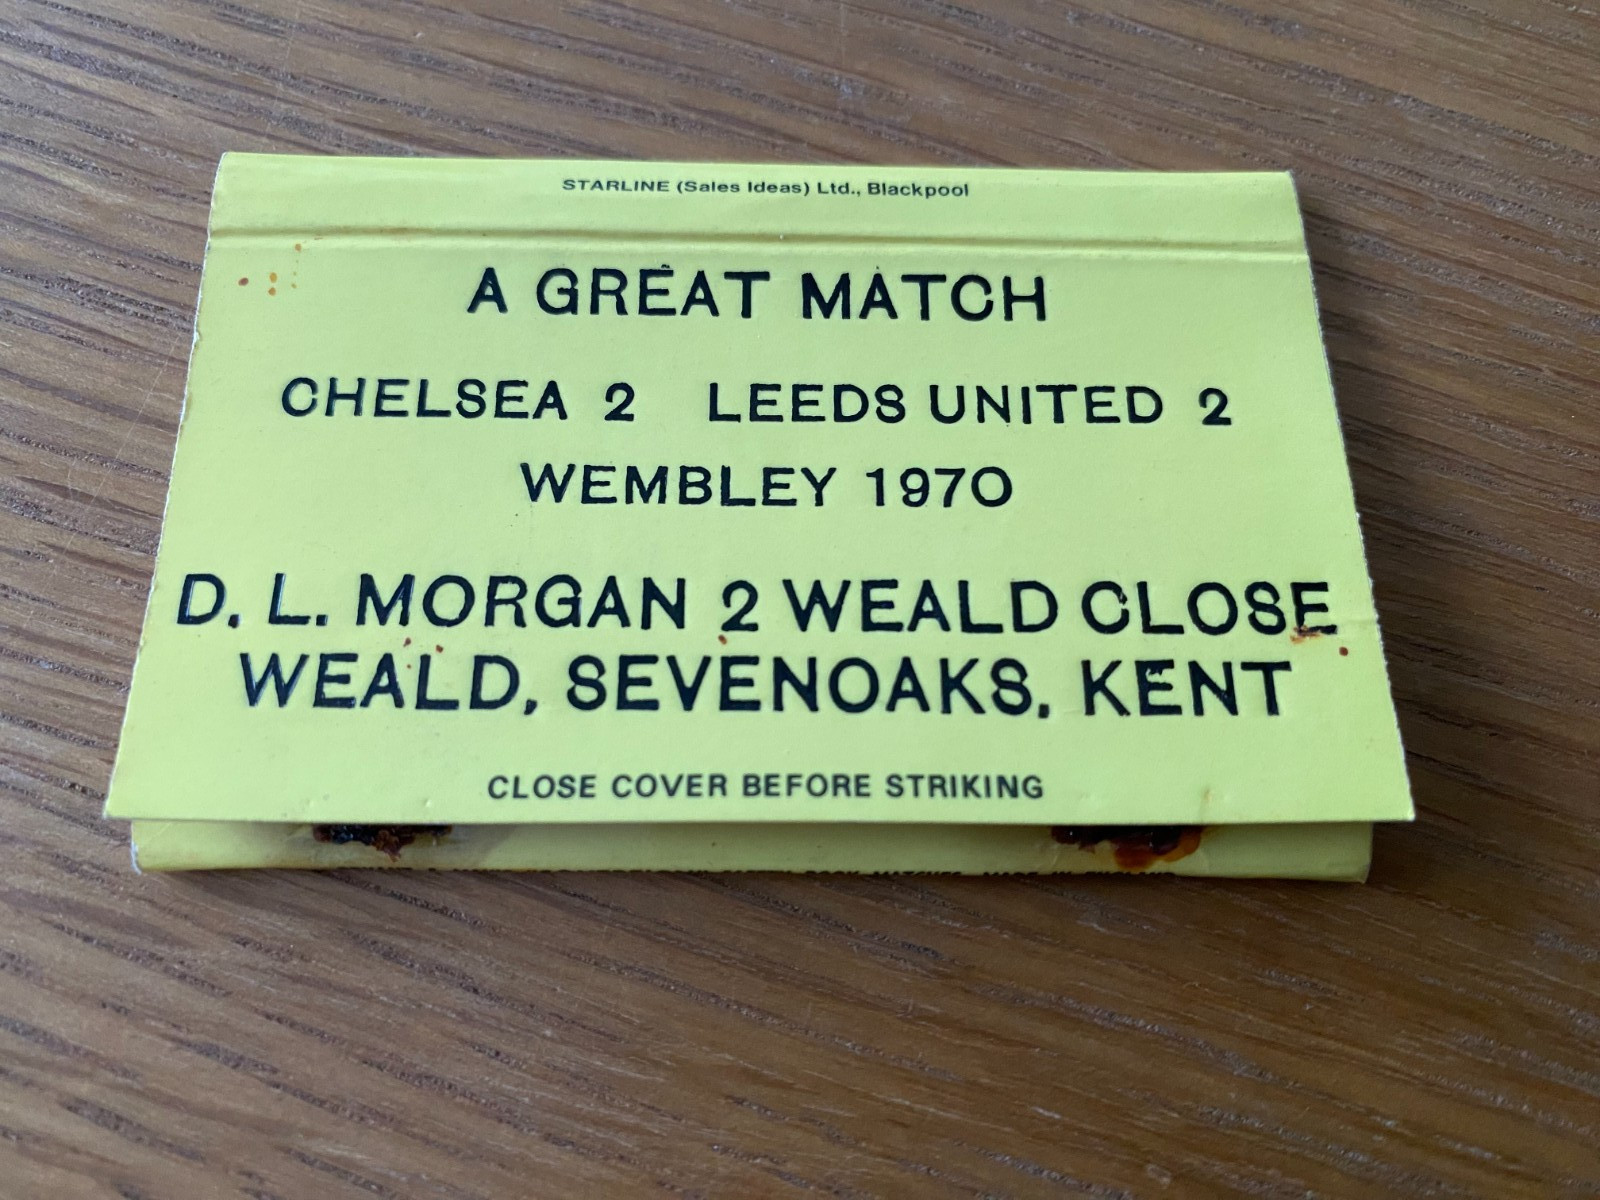 STARLINE (Sales Ideas) Ltd., Blackpool
A GREAT MATCH
CHELSEA 2 LEEDS UNITED 2
WEMBLEY 1970
D. L. MORGAN 2 WEALD CLOSE
WEALD, SEVENOAKS, KENT
CLOSE COVER BEFORE STRIKING